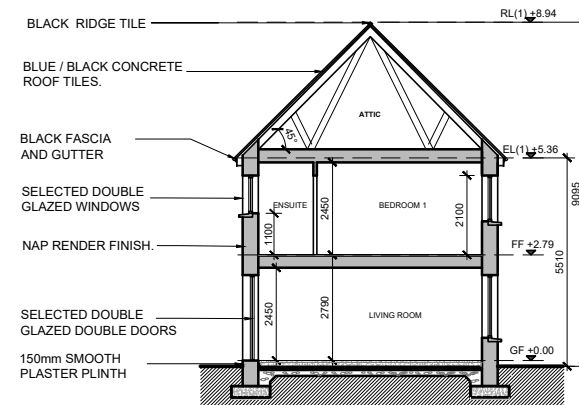 BLACK RIDGE TILE
RL(1) +8.94
BLUE / BLACK CONCRETE
ROOF TILES.
ATTIC
45°
BLACK FASCIA
AND GUTTER
EL(1) +5.36
SELECTED DOUBLE
GLAZED WINDOWS
ENSUITE
2450
BEDROOM 1
2100
9095
1100
NAP RENDER FINISH.
FF +2.79
5510
SELECTED DOUBLE
GLAZED DOUBLE DOORS
2450
2790
LIVING ROOM
150mm SMOOTH
PLASTER PLINTH
GF +0.00